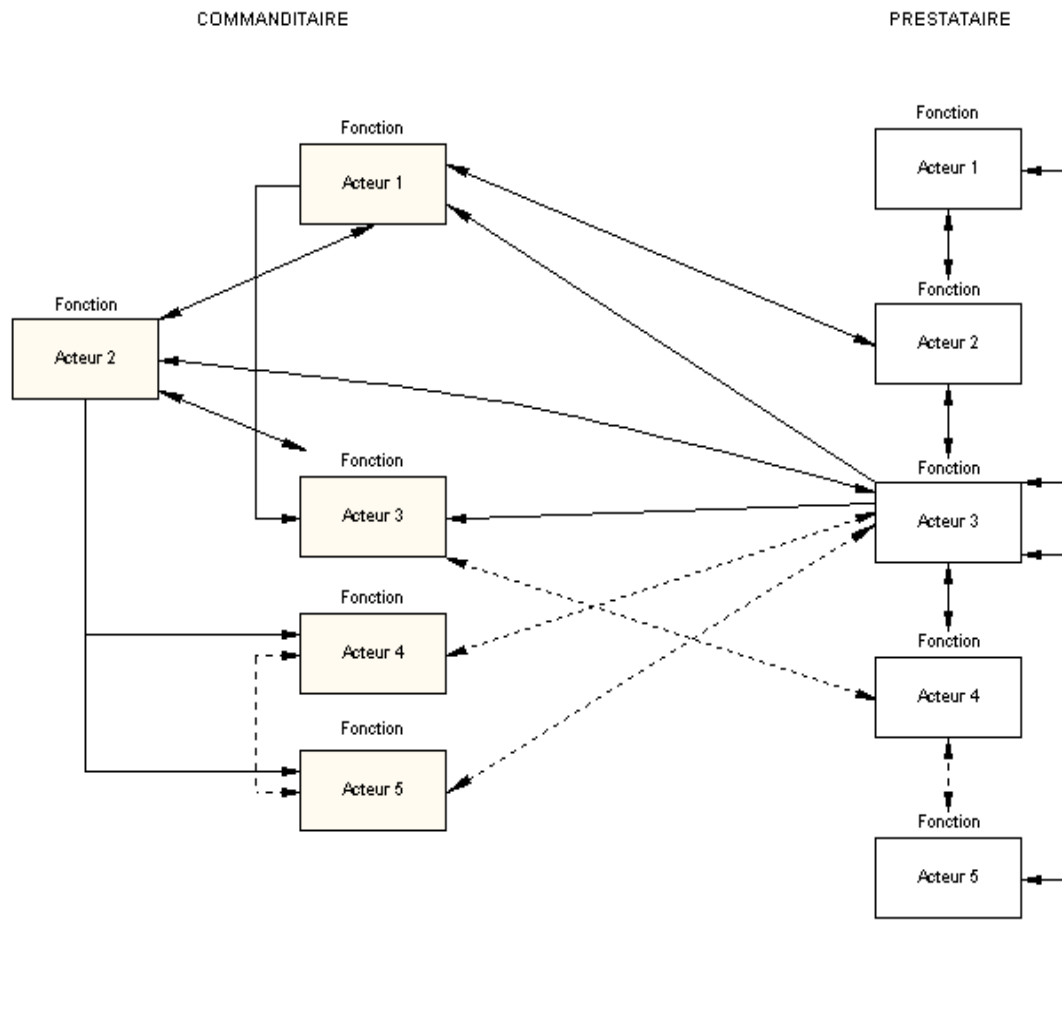 COMMANDITAIRE
PRESTATAIRE
Fonction
Acteur 1
Fonction
Acteur 2
Fonction
Acteur 3
Fonction
Acteur 4
Fonction
Acteur 5
Fonction
Acteur 1
Fonction
Acteur 2
Fonction
Acteur 3
Fonction
Acteur 4
Fonction
Acteur 5